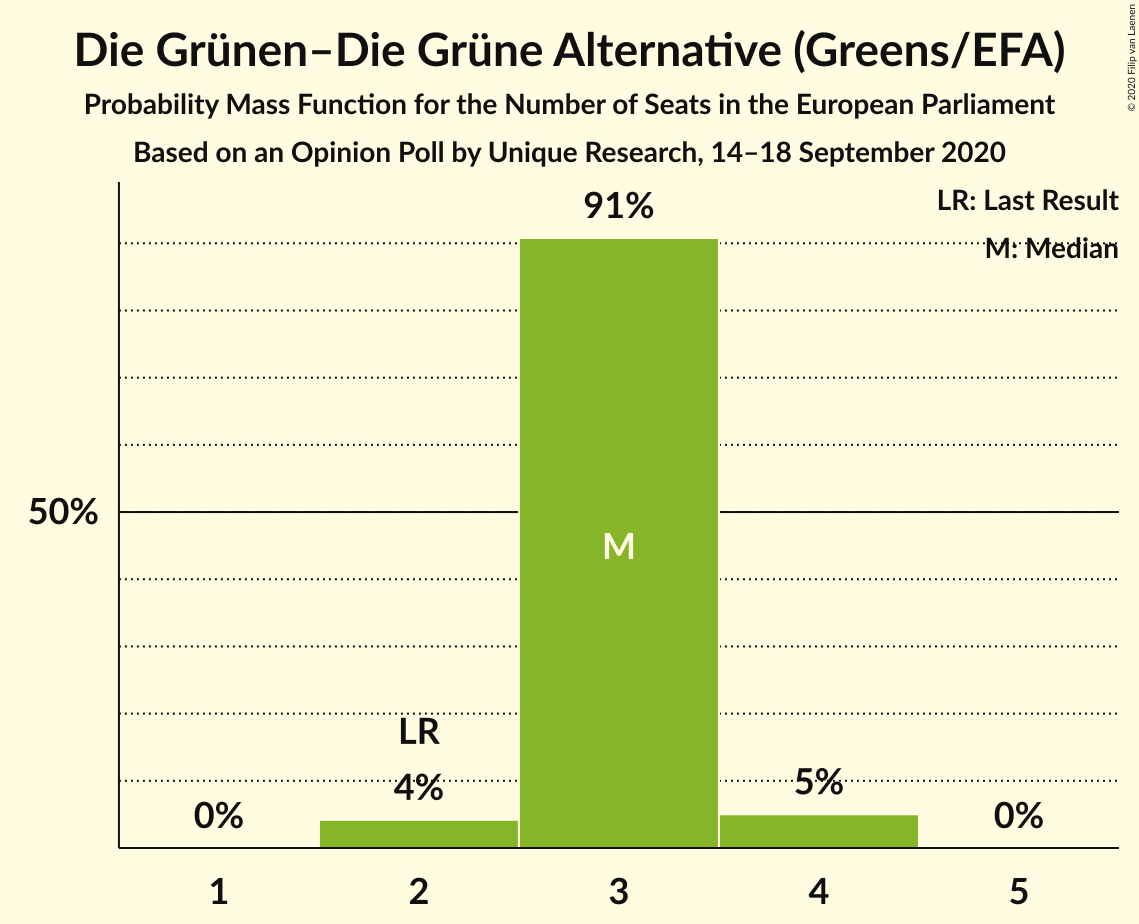 Die Grünen–Die Grüne Alternative (Greens/EFA)
Probability Mass Function for the Number of Seats in the European Parliament
Based on an Opinion Poll by Unique Research, 14–18 September 2020
© 2020 Filip van Laenen
LR: Last Result
M: Median
91%
50%
M
LR
4%
5%
0%
0%
1 2 3 4 5